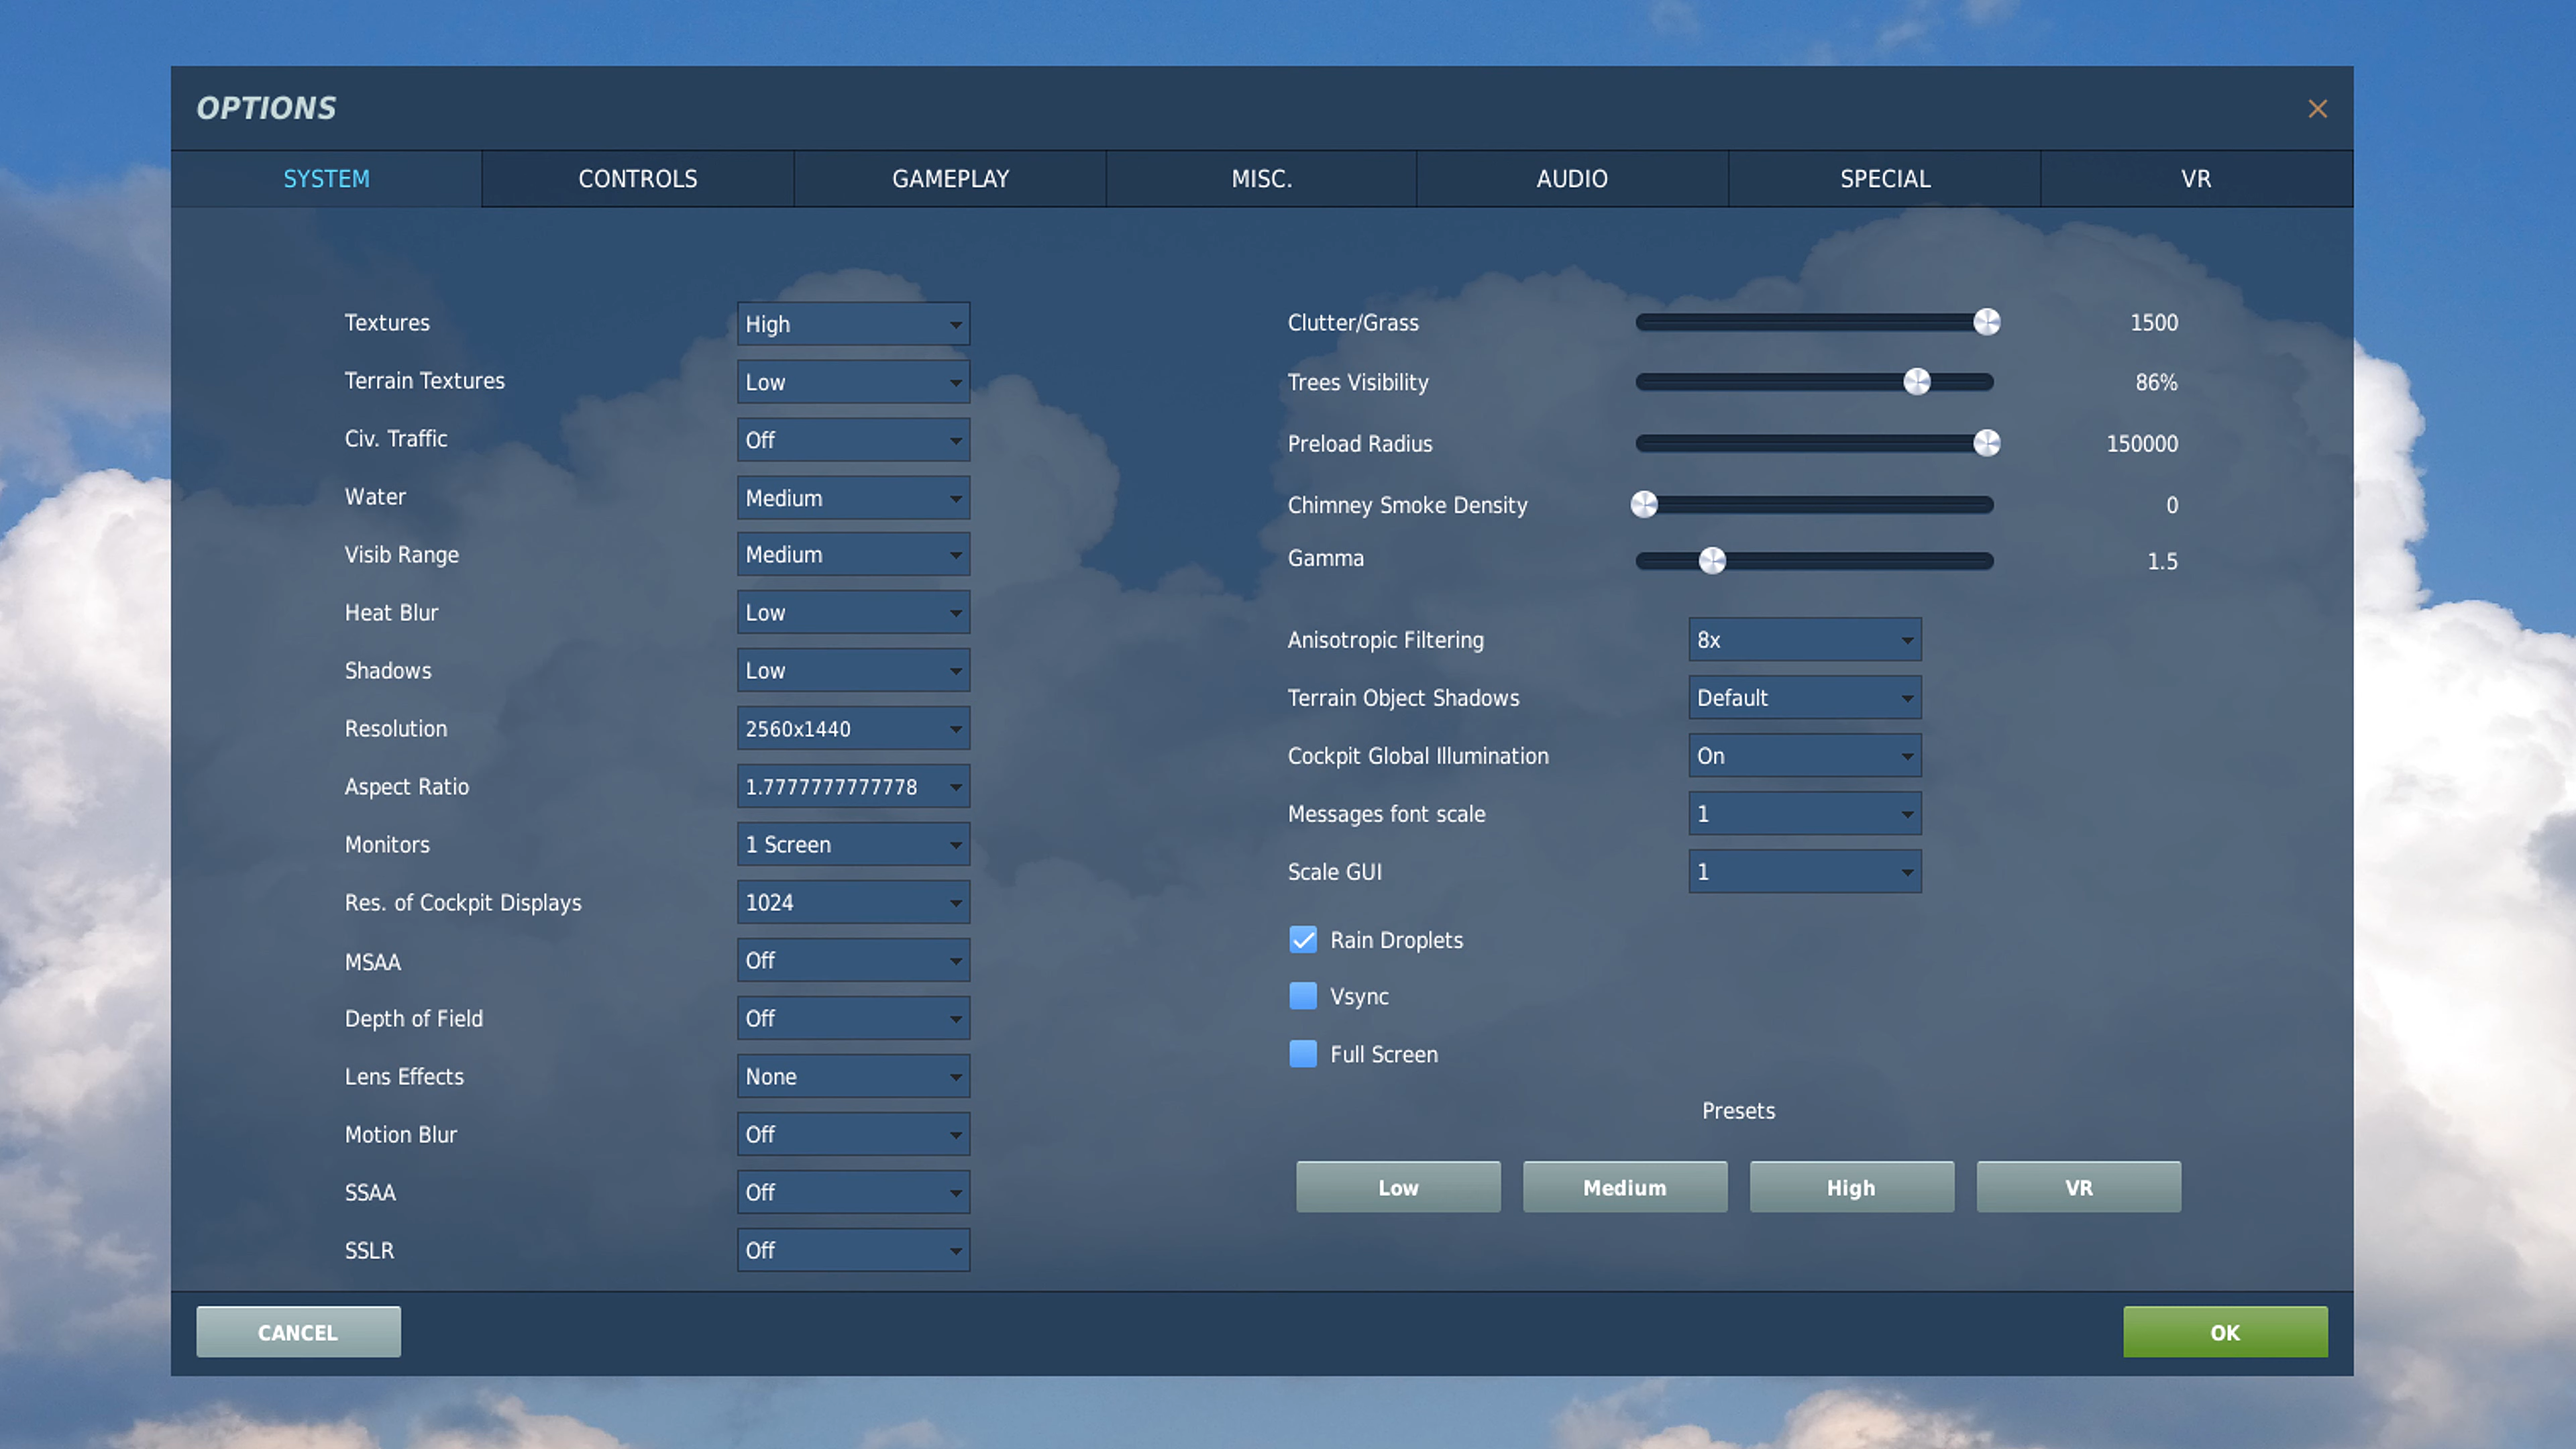 OPTIONS
SYSTEM CONTROLS GAMEPLAY MISC. AUDIO SPECIAL VR
Textures High
Terrain Textures Low
Civ. Traffic Off
Water Medium
Visib Range Medium
Heat Blur Low
Shadows Low
Resolution 2560x1440
Aspect Ratio 1.7777777777778
Monitors 1 Screen
Res. of Cockpit Displays 1024
MSAA Off
Depth of Field Off
Lens Effects None
Motion Blur Off
SSAA Off
SSLR Off
Clutter/Grass 1500
Trees Visibility 86%
Preload Radius 150000
Chimney Smoke Density 0
Gamma 1.5
Anisotropic Filtering 8x
Terrain Object Shadows Default
Cockpit Global Illumination On
Messages font scale 1
Scale GUI 1
Rain Droplets
Vsync
Full Screen
Presets
Low Medium High VR
CANCEL OK